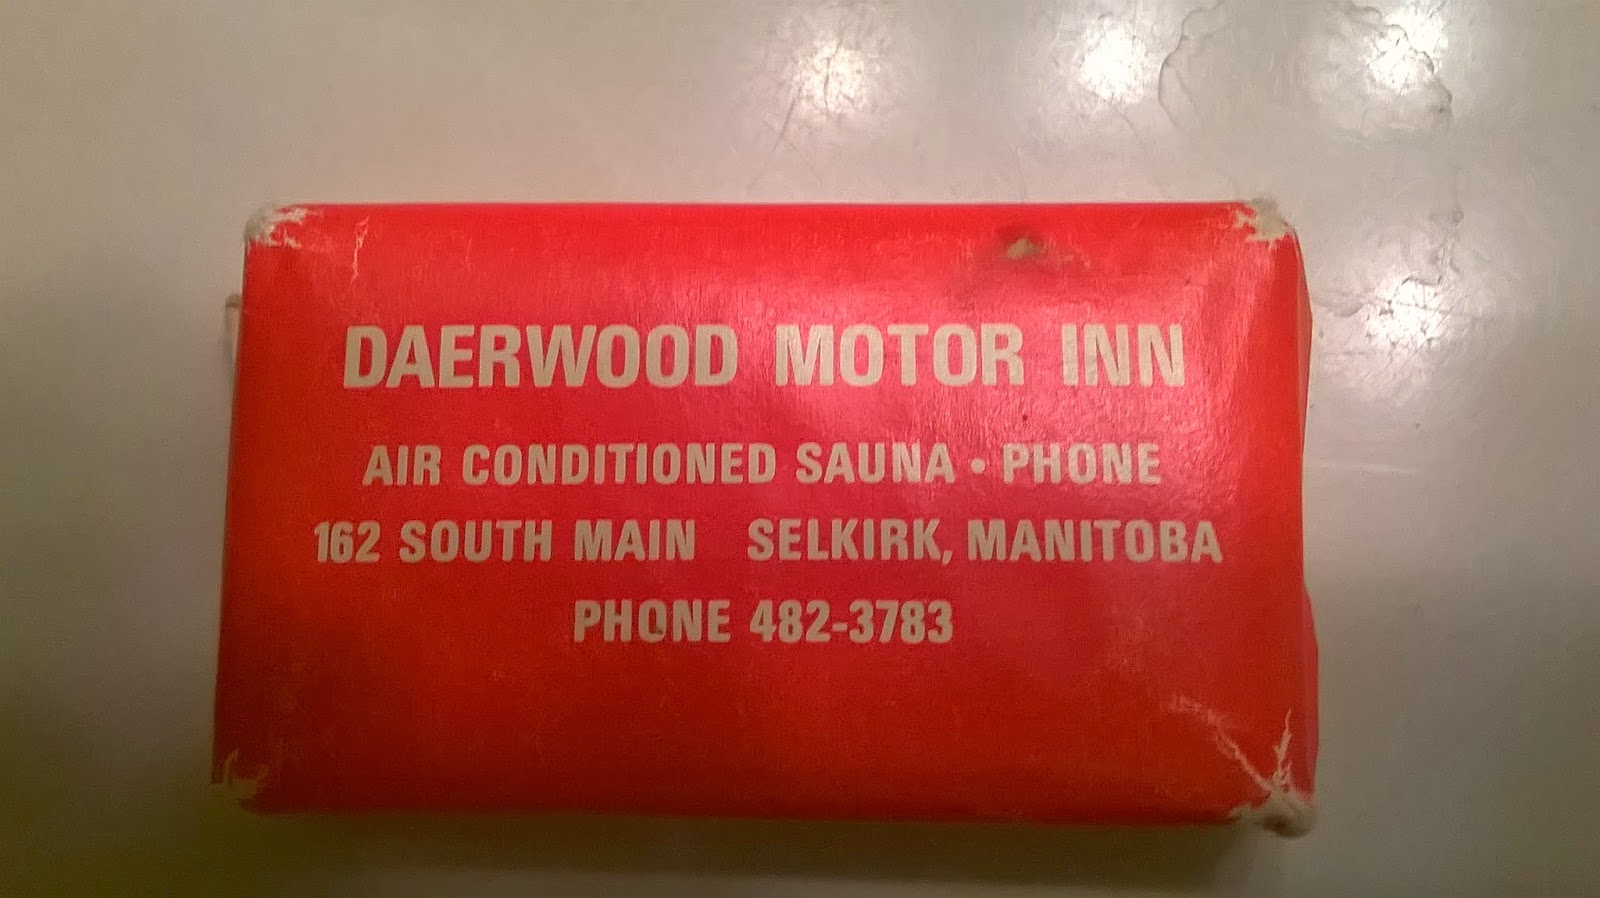 DAERWOOD MOTOR INN
AIR CONDITIONED SAUNA • PHONE
162 SOUTH MAIN SELKIRK, MANITOBA
PHONE 482-3783